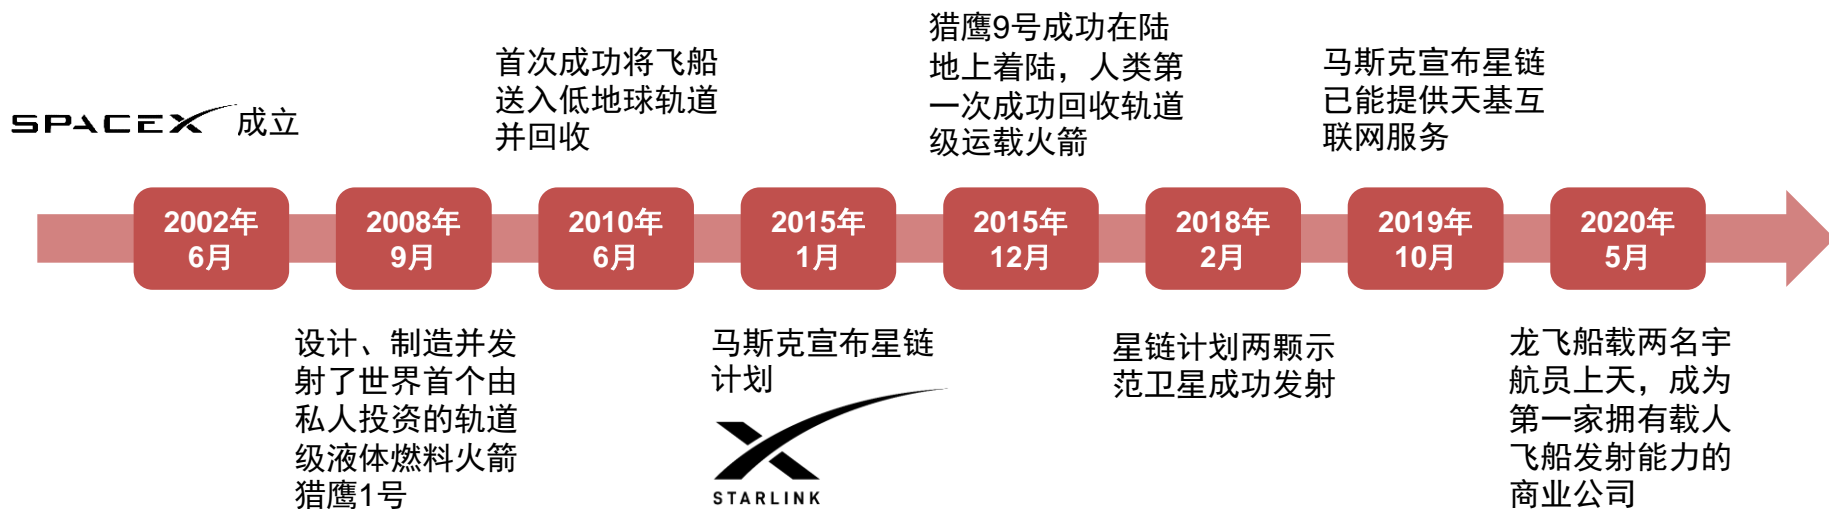 SPACEX 成立
首次成功将飞船
送入低地球轨道
并回收
猎鹰9号成功在陆
地上着陆，人类第
一次成功回收轨道
级运载火箭
马斯克宣布星链
已能提供天基互
联网服务
2002年
6月
2008年
9月
2010年
6月
2015年
1月
2015年
12月
2018年
2月
2019年
10月
2020年
5月
设计、制造并发
射了世界首个由
私人投资的轨道
级液体燃料火箭
猎鹰1号
马斯克宣布星链
计划
STARLINK
星链计划两颗示
范卫星成功发射
龙飞船载两名宇
航员上天，成为
第一家拥有载人
飞船发射能力的
商业公司